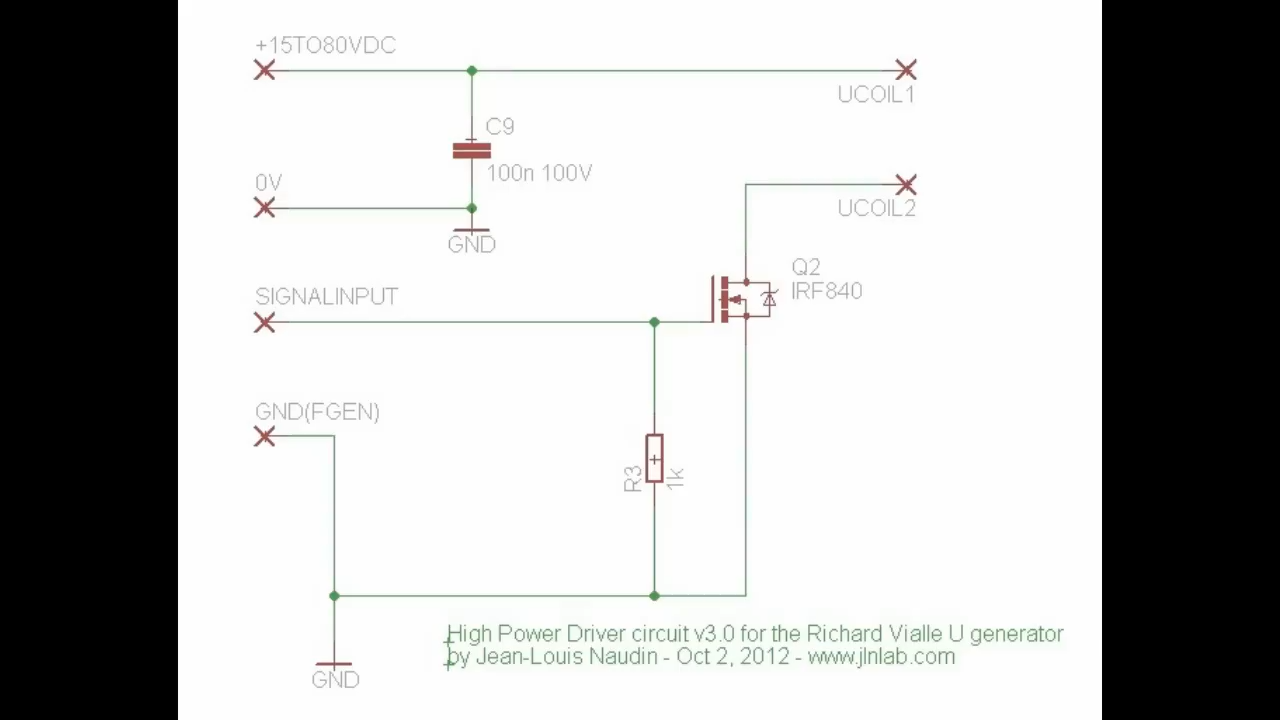 +15TO80VDC
UCOIL1
C9
100n 100V
0V
GND
UCOIL2
Q2
IRF840
SIGNALINPUT
GND(FGEN)
R3
1k
High Power Driver circuit v3.0 for the Richard Vialle U generator
by Jean-Louis Naudin - Oct 2, 2012 - www.jlnlab.com
GND